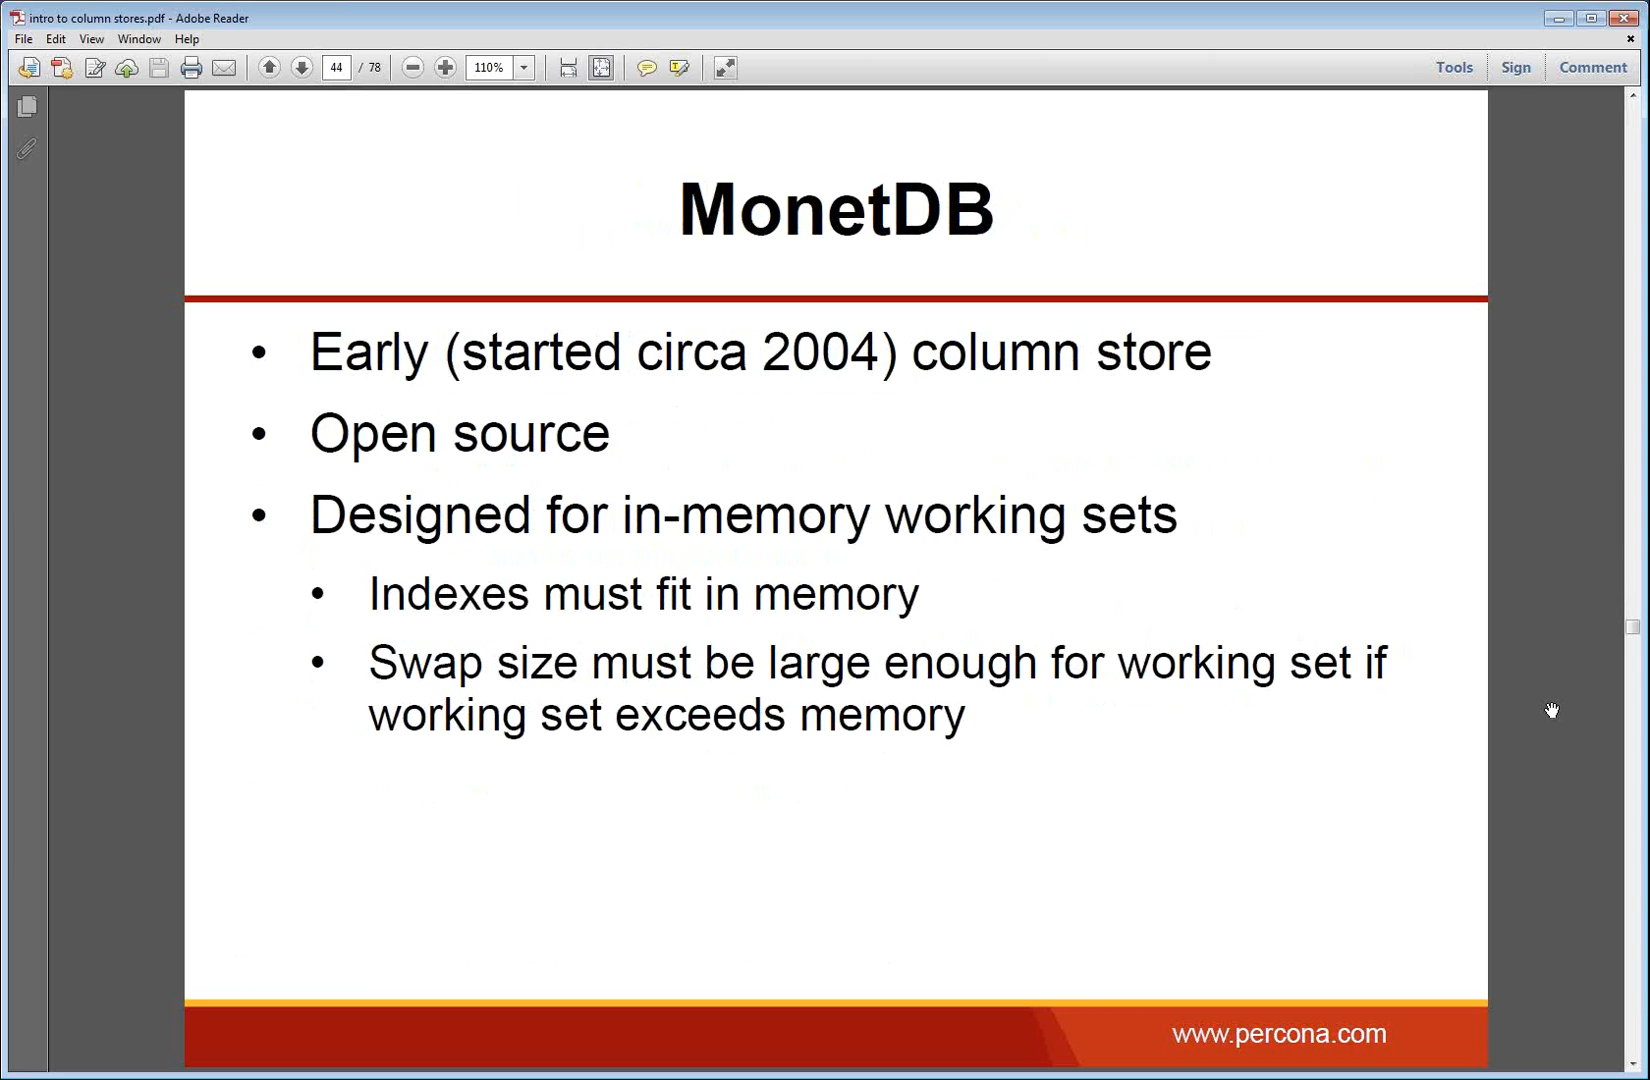 intro to column stores.pdf - Adobe Reader
File Edit View Window Help
44 / 78 110% Tools Sign Comment
MonetDB
• Early (started circa 2004) column store
• Open source
• Designed for in-memory working sets
• Indexes must fit in memory
• Swap size must be large enough for working set if
working set exceeds memory
www.percona.com